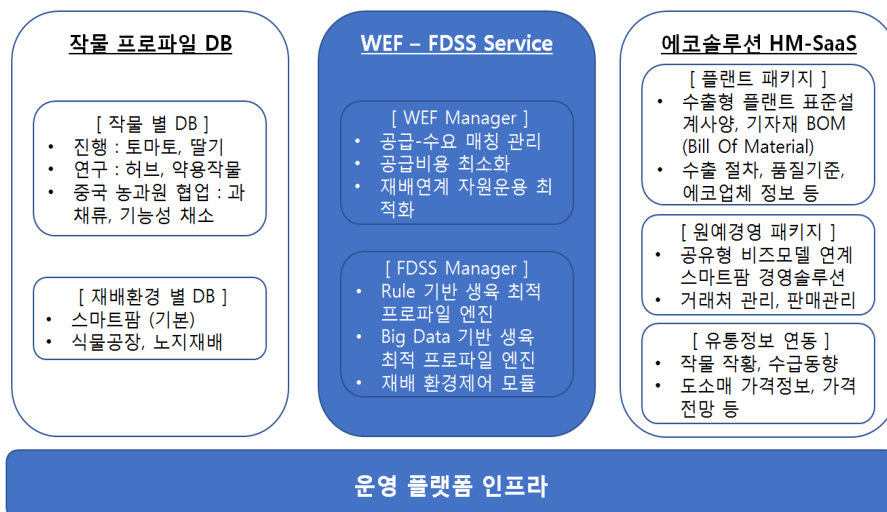 작물 프로파일 DB
[ 작물 별 DB ]
• 진행 : 토마토, 딸기
• 연구 : 허브, 약용작물
• 중국 농과원 협업 : 과
채류, 기능성 채소
[ 재배환경 별 DB ]
• 스마트팜 (기본)
• 식물공장, 노지재배
WEF – FDSS Service
[ WEF Manager ]
• 공급-수요 매칭 관리
• 공급비용 최소화
• 재배연계 자원운용 최
적화
[ FDSS Manager ]
• Rule 기반 생육 최적
프로파일 엔진
• Big Data 기반 생육
최적 프로파일 엔진
• 재배 환경제어 모듈
에코솔루션 HM-SaaS
[ 플랜트 패키지 ]
• 수출형 플랜트 표준설
계사양, 기자재 BOM
(Bill Of Material)
• 수출 절차, 품질기준,
에코업체 정보 등
[ 원예경영 패키지 ]
• 공유형 비즈모델 연계
스마트팜 경영솔루션
• 거래처 관리, 판매관리
[ 유통정보 연동 ]
• 작물 작황, 수급동향
• 도소매 가격정보, 가격
전망 등
운영 플랫폼 인프라